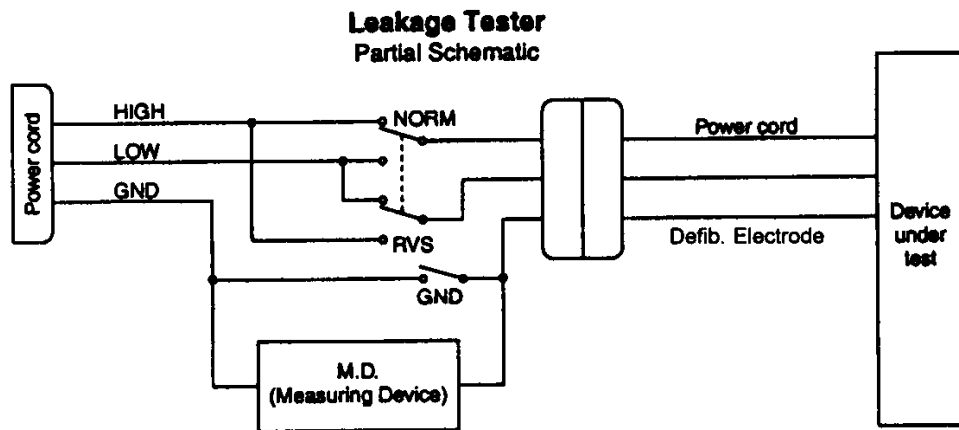 Leakage Tester
Partial Schematic
Power cord
HIGH
LOW
GND
NORM
RVS
GND
M.D.
(Measuring Device)
Power cord
Defib. Electrode
Device
under
test